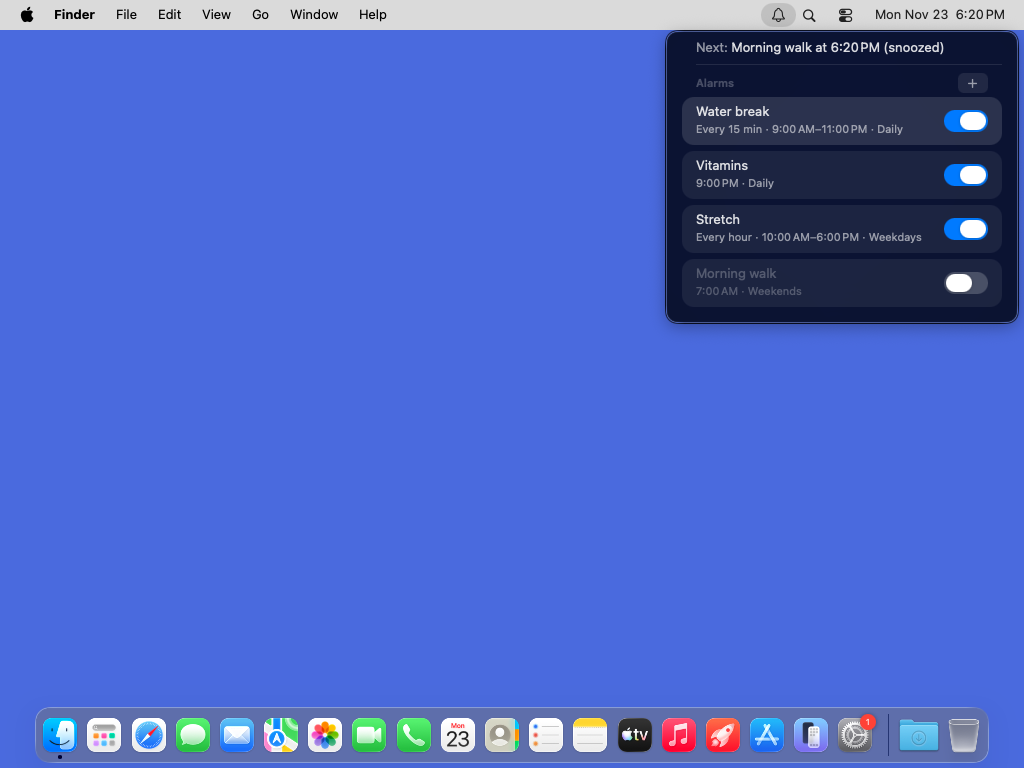 Finder File Edit View Go Window Help Mon Nov 23 6:20 PM
Next: Morning walk at 6:20 PM (snoozed)
Alarms
Water break
Every 15 min · 9:00 AM–11:00 PM · Daily
Vitamins
9:00 PM · Daily
Stretch
Every hour · 10:00 AM–6:00 PM · Weekdays
Morning walk
7:00 AM · Weekends
Mon
23
tv
1